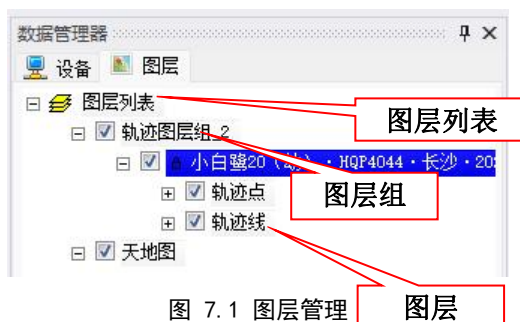 数据管理器
设备 图层
图层列表
图层列表
轨迹图层组_2
小白鹭20 · HQP4044 · 长沙 · 20
轨迹点
图层组
轨迹线
天地图
图 7.1 图层管理
图层